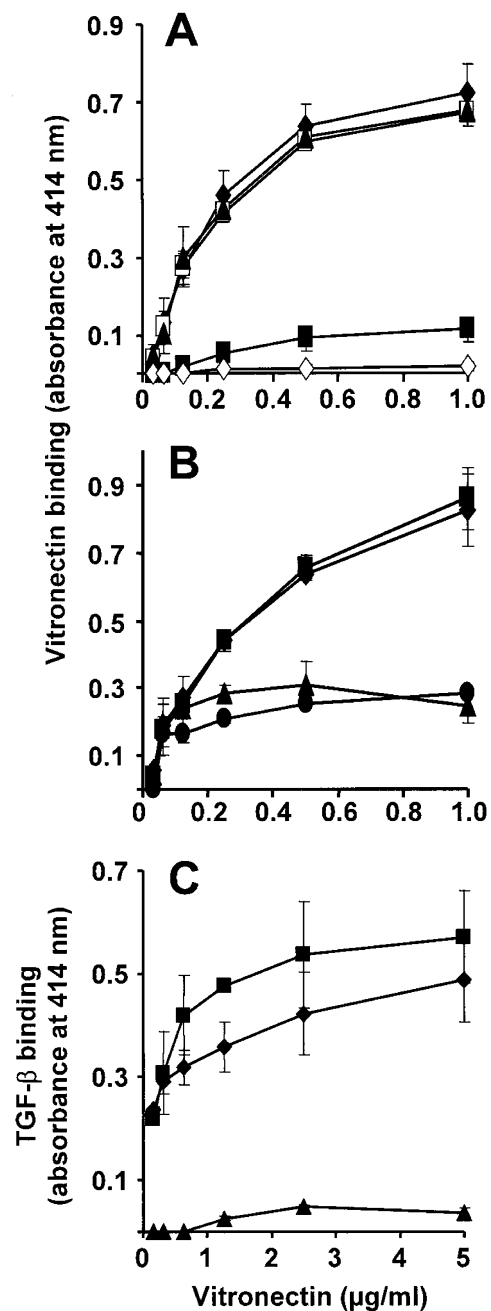 A
0.9
0.7
0.5
0.3
0.1
0 0.2 0.4 0.6 0.8 1.0
Vitronectin binding (absorbance at 414 nm)
B
0.9
0.7
0.5
0.3
0.1
0 0.2 0.4 0.6 0.8 1.0
C
0.7
0.5
0.3
0.1
TGF-β binding
(absorbance at 414 nm)
0 1 2 3 4 5
Vitronectin (μg/ml)